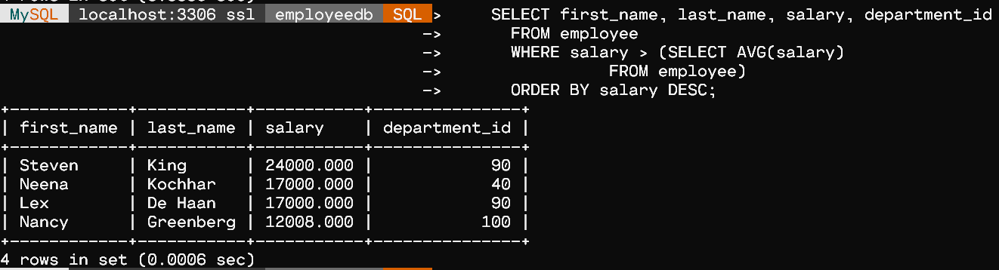 MySQL localhost:3306 ssl employeedb SQL > SELECT first_name, last_name, salary, department_id
-> FROM employee
-> WHERE salary > (SELECT AVG(salary)
-> FROM employee)
-> ORDER BY salary DESC;
+------------+-----------+-----------+---------------+
| first_name | last_name | salary | department_id |
+------------+-----------+-----------+---------------+
| Steven | King | 24000.000 | 90 |
| Neena | Kochhar | 17000.000 | 40 |
| Lex | De Haan | 17000.000 | 90 |
| Nancy | Greenberg | 12008.000 | 100 |
+------------+-----------+-----------+---------------+
4 rows in set (0.0006 sec)